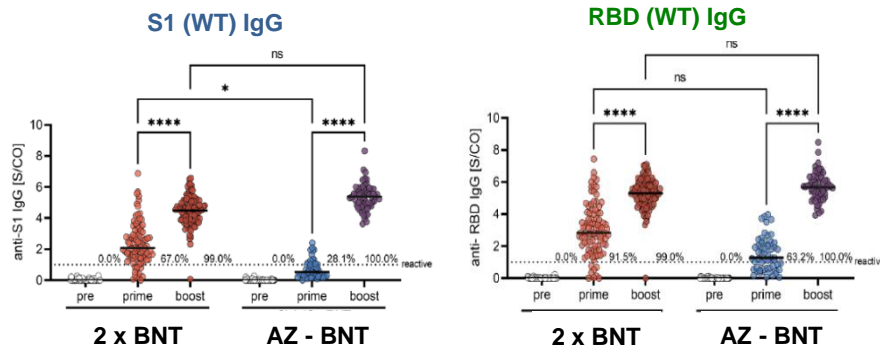 S1 (WT) IgG
ns
*
****
****
anti-S1 IgG [S/CO]
10
8
6
4
2
0
0.0%
67.0%
99.0%
0.0%
28.1%
100.0%
reactive
pre
prime
boost
pre
prime
boost
2 x BNT
AZ - BNT
RBD (WT) IgG
ns
ns
****
****
anti- RBD IgG [S/CO]
10
8
6
4
2
0
0.0%
91.5%
99.0%
0.0%
63.2%
100.0%
reactive
pre
prime
boost
pre
prime
boost
2 x BNT
AZ - BNT